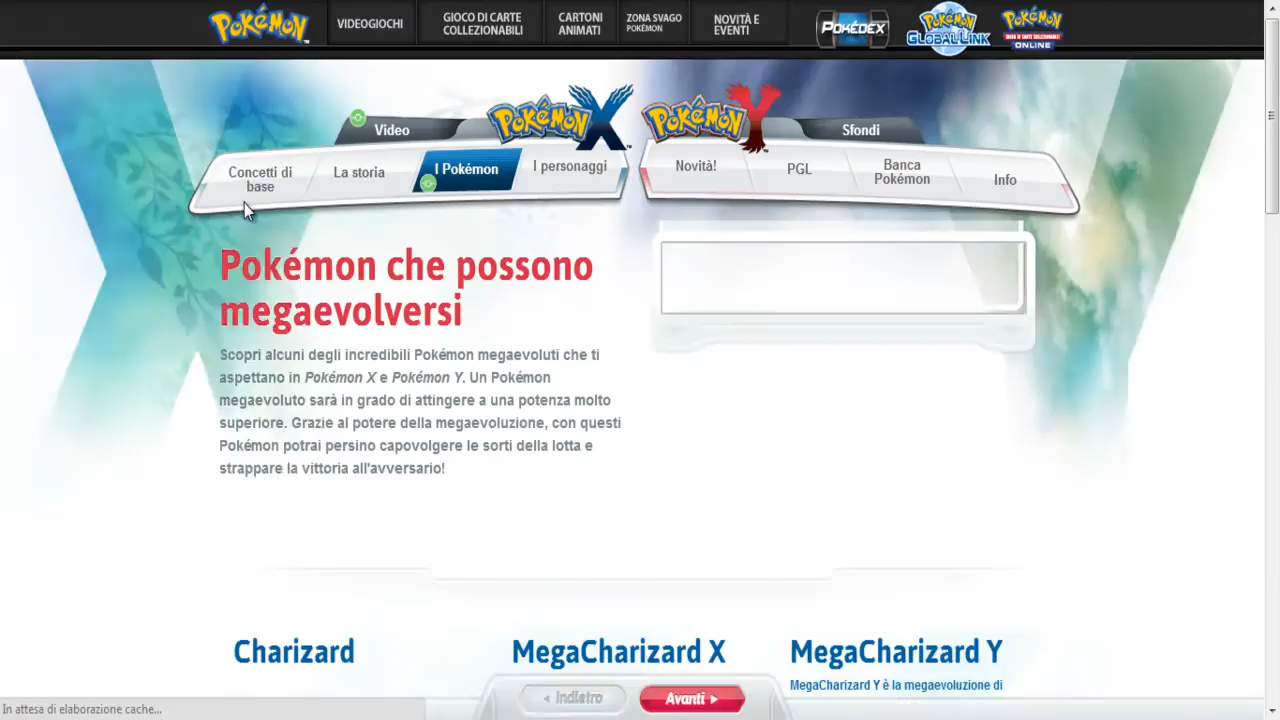 Pokémon
VIDEOGIOCHI
GIOCO DI CARTE
COLLEZIONABILI
CARTONI
ANIMATI
ZONA SVAGO
POKÉMON
NOVITÀ E
EVENTI
POKÉDEX
Pokémon
GLOBAL LINK
Pokémon
GIOCO DI CARTE COLLEZIONABILI
ONLINE
Video
Pokémon X
Pokémon Y
Sfondi
Concetti di
base
La storia
I Pokémon
I personaggi
Novità!
PGL
Banca
Pokémon
Info
Pokémon che possono
megaevolversi
Scopri alcuni degli incredibili Pokémon megaevoluti che ti
aspettano in Pokémon X e Pokémon Y. Un Pokémon
megaevoluto sarà in grado di attingere a una potenza molto
superiore. Grazie al potere della megaevoluzione, con questi
Pokémon potrai persino capovolgere le sorti della lotta e
strappare la vittoria all'avversario!
Charizard
MegaCharizard X
MegaCharizard Y
MegaCharizard Y è la megaevoluzione di
Indietro
Avanti
In attesa di elaborazione cache...